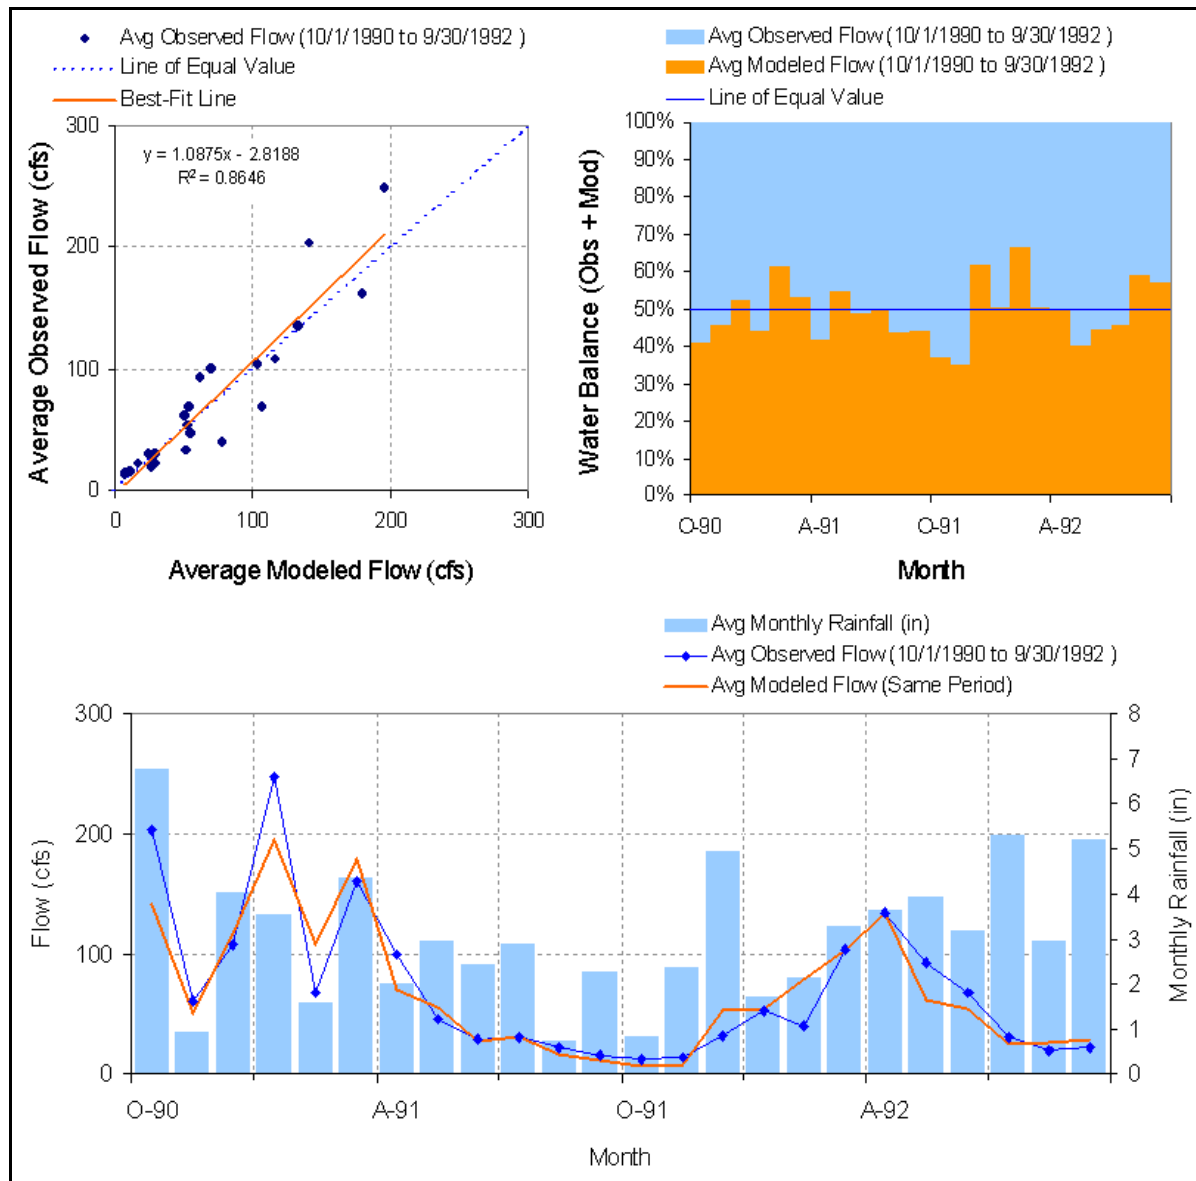 Avg Observed Flow (10/1/1990 to 9/30/1992 )
Line of Equal Value
Best-Fit Line
300
200
100
0
y = 1.0875x - 2.8188
R² = 0.8646
0
100
200
300
Average Observed Flow (cfs)
Average Modeled Flow (cfs)
Avg Observed Flow (10/1/1990 to 9/30/1992 )
Avg Modeled Flow (10/1/1990 to 9/30/1992 )
Line of Equal Value
100%
90%
80%
70%
60%
50%
40%
30%
20%
10%
0%
O-90
A-91
O-91
A-92
Water Balance (Obs + Mod)
Month
Avg Monthly Rainfall (in)
Avg Observed Flow (10/1/1990 to 9/30/1992 )
Avg Modeled Flow (Same Period)
300
200
100
0
Flow (cfs)
8
7
6
5
4
3
2
1
0
Monthly Rainfall (in)
O-90
A-91
O-91
A-92
Month